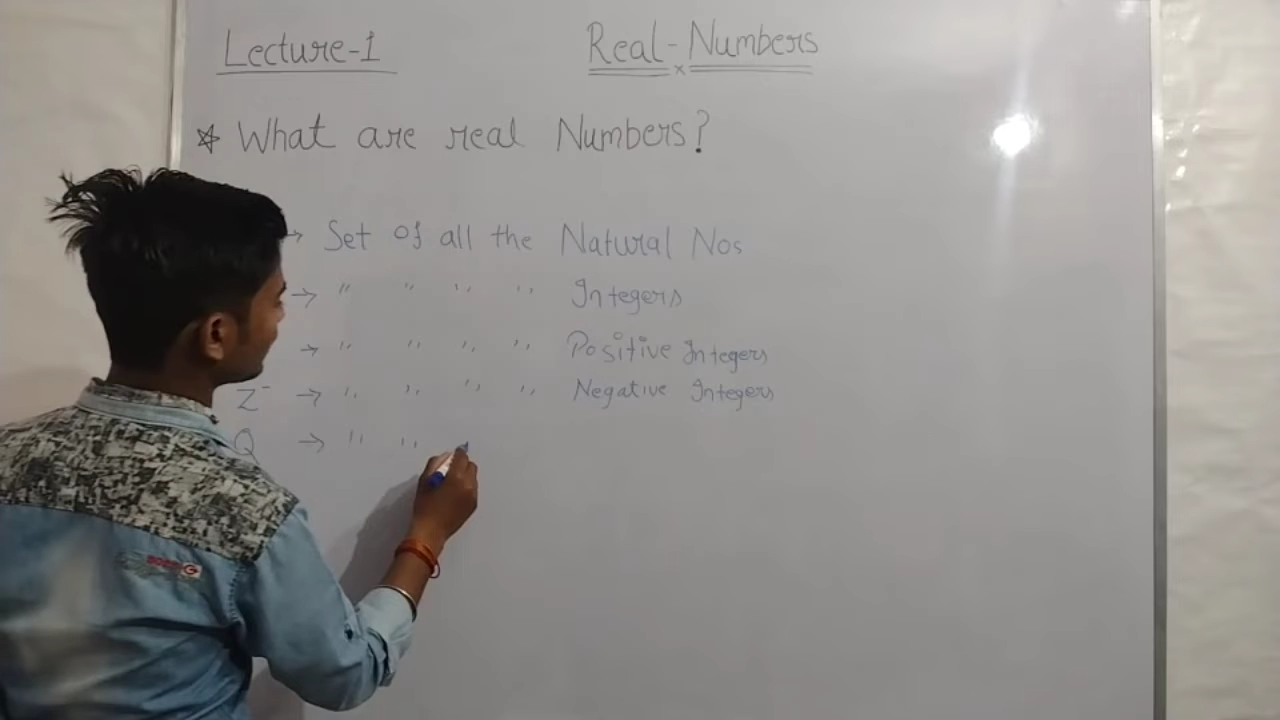 Lecture-1
Real-Numbers
x
☆ What are real Numbers?
→ Set of all the Natural Nos
→ " " " " Integers
→ " " " " Positive Integers
Z⁻ → " " " " Negative Integers
Q → " "